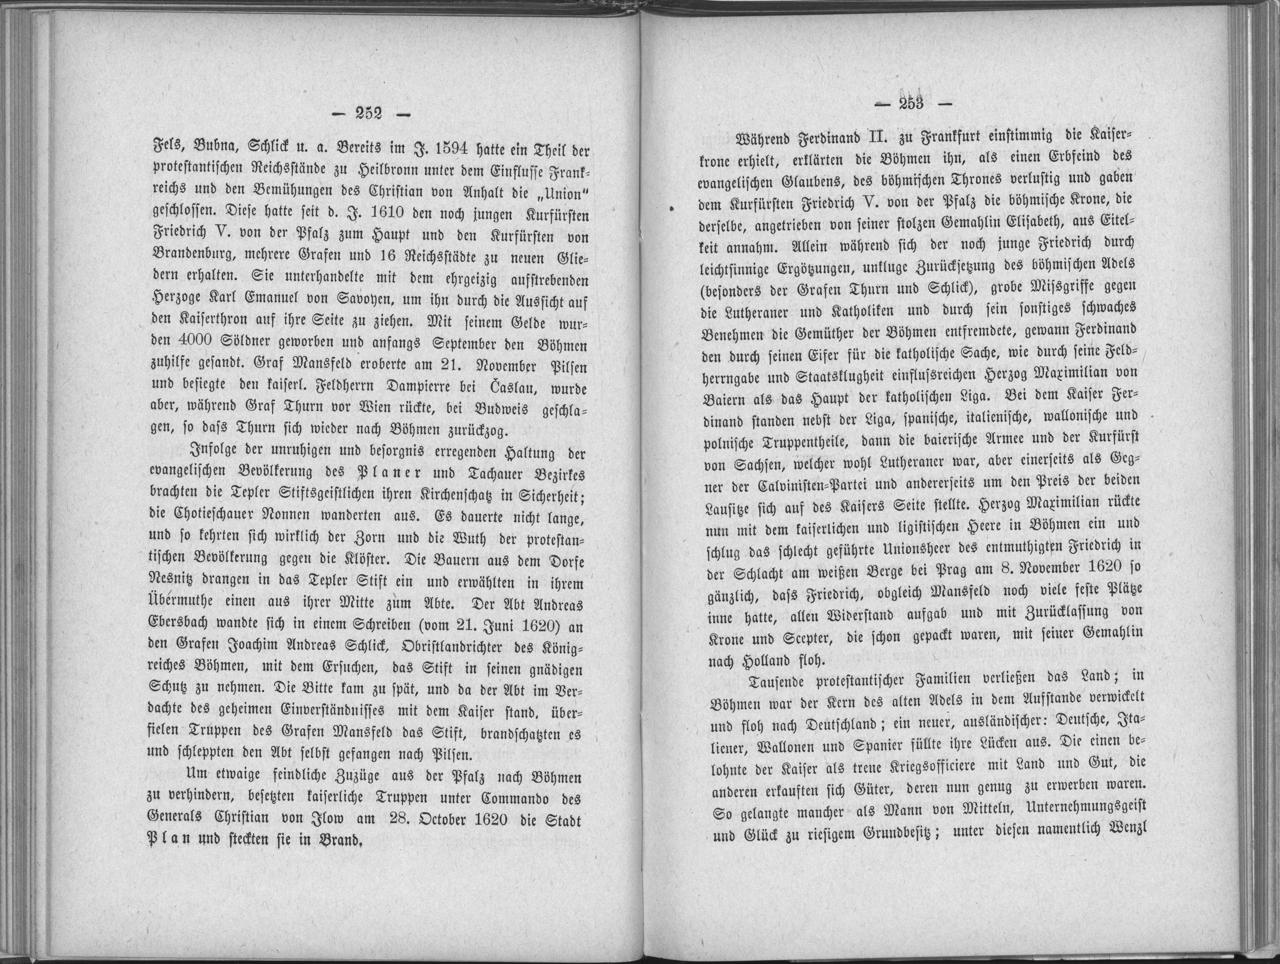 — 252 —
Fels, Bubna, Schlick u. a. Bereits im J. 1594 hatte ein Theil der
protestantischen Reichsstände zu Heilbronn unter dem Einflusse Frank-
reichs und den Bemühungen des Christian von Anhalt die „Union“
geschlossen. Diese hatte seit d. J. 1610 den noch jungen Kurfürsten
Friedrich V. von der Pfalz zum Haupt und den Kurfürsten von
Brandenburg, mehrere Grafen und 16 Reichsstädte zu neuen Glie-
dern erhalten. Sie unterhandelte mit dem ehrgeizig aufstrebenden
Herzoge Karl Emanuel von Savoyen, um ihn durch die Aussicht auf
den Kaiserthron auf ihre Seite zu ziehen. Mit seinem Gelde wur-
den 4000 Söldner geworben und anfangs September den Böhmen
zuhilfe gesandt. Graf Mansfeld eroberte am 21. November Pilsen
und besiegte den kaiserl. Feldherrn Dampierre bei Časlau, wurde
aber, während Graf Thurn vor Wien rückte, bei Budweis geschla-
gen, so dass Thurn sich wieder nach Böhmen zurückzog.
Infolge der unruhigen und besorgnis erregenden Haltung der
evangelischen Bevölkerung des Planer und Tachauer Bezirkes
brachten die Tepler Stiftsgeistlichen ihren Kirchenschatz in Sicherheit;
die Chotieschauer Nonnen wanderten aus. Es dauerte nicht lange,
und so kehrten sich wirklich der Zorn und die Wuth der protestan-
tischen Bevölkerung gegen die Klöster. Die Bauern aus dem Dorfe
Nesnitz drangen in das Tepler Stift ein und erwählten in ihrem
Übermuthe einen aus ihrer Mitte zum Abte. Der Abt Andreas
Ebersbach wandte sich in einem Schreiben (vom 21. Juni 1620) an
den Grafen Joachim Andreas Schlick, Obristlandrichter des König-
reiches Böhmen, mit dem Ersuchen, das Stift in seinen gnädigen
Schutz zu nehmen. Die Bitte kam zu spät, und da der Abt im Ver-
dachte des geheimen Einverständnisses mit dem Kaiser stand, über-
fielen Truppen des Grafen Mansfeld das Stift, brandschatzten es
und schleppten den Abt selbst gefangen nach Pilsen.
Um etwaige feindliche Zuzüge aus der Pfalz nach Böhmen
zu verhindern, besetzten kaiserliche Truppen unter Commando des
Generals Christian von Ilow am 28. October 1620 die Stadt
Plan und steckten sie in Brand.
— 253 —
Während Ferdinand II. zu Frankfurt einstimmig die Kaiser-
krone erhielt, erklärten die Böhmen ihn, als einen Erbfeind des
evangelischen Glaubens, des böhmischen Thrones verlustig und gaben
dem Kurfürsten Friedrich V. von der Pfalz die böhmische Krone, die
derselbe, angetrieben von seiner stolzen Gemahlin Elisabeth, aus Eitel-
keit annahm. Allein während sich der noch junge Friedrich durch
leichtsinnige Ergötzungen, unkluge Zurücksetzung des böhmischen Adels
(besonders der Grafen Thurn und Schlick), grobe Missgriffe gegen
die Lutheraner und Katholiken und durch sein sonstiges schwaches
Benehmen die Gemüther der Böhmen entfremdete, gewann Ferdinand
den durch seinen Eifer für die katholische Sache, wie durch seine Feld-
herrngabe und Staatsklugheit einflussreichen Herzog Maximilian von
Baiern als das Haupt der katholischen Liga. Bei dem Kaiser Fer-
dinand standen nebst der Liga, spanische, italienische, wallonische und
polnische Truppentheile, dann die baierische Armee und der Kurfürst
von Sachsen, welcher wohl Lutheraner war, aber einerseits als Geg-
ner der Calvinisten-Partei und andererseits um den Preis der beiden
Lausitze sich auf des Kaisers Seite stellte. Herzog Maximilian rückte
nun mit dem kaiserlichen und ligistischen Heere in Böhmen ein und
schlug das schlecht geführte Unionsheer des entmuthigten Friedrich in
der Schlacht am weißen Berge bei Prag am 8. November 1620 so
gänzlich, dass Friedrich, obgleich Mansfeld noch viele feste Plätze
inne hatte, allen Widerstand aufgab und mit Zurücklassung von
Krone und Scepter, die schon gepackt waren, mit seiner Gemahlin
nach Holland floh.
Tausende protestantischer Familien verließen das Land; in
Böhmen war der Kern des alten Adels in dem Aufstande verwickelt
und floh nach Deutschland; ein neuer, ausländischer: Deutsche, Ita-
liener, Wallonen und Spanier füllte ihre Lücken aus. Die einen be-
lohnte der Kaiser als treue Kriegsofficiere mit Land und Gut, die
anderen erkauften sich Güter, deren nun genug zu erwerben waren.
So gelangte mancher als Mann von Mitteln, Unternehmungsgeist
und Glück zu riesigem Grundbesitz; unter diesen namentlich Wenzl